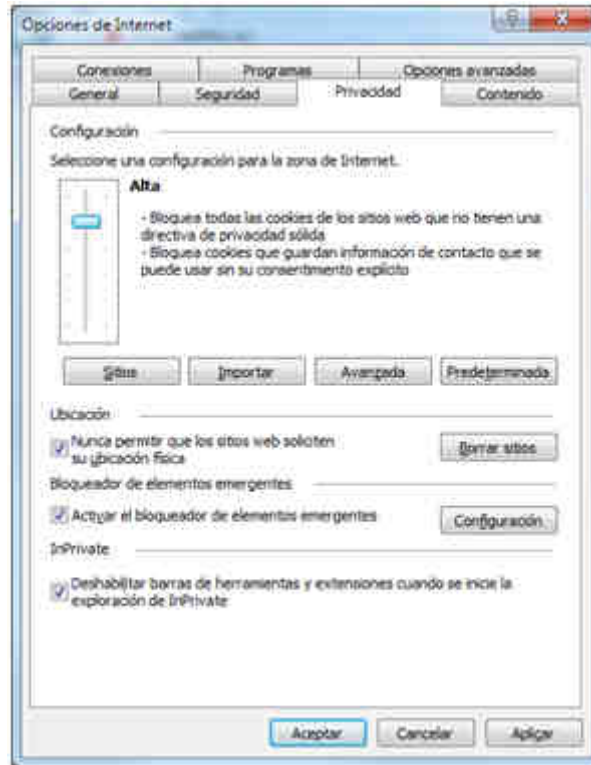 Opciones de Internet
Conexiones
Programas
Opciones avanzadas
General
Seguridad
Privacidad
Contenido
Configuración
Seleccione una configuración para la zona de Internet.
Alta
- Bloquea todas las cookies de los sitios web que no tienen una
directiva de privacidad sólida
- Bloquea cookies que guardan información de contacto que se
puede usar sin su consentimiento explícito
Sitios
Importar
Avanzada
Predeterminada
Ubicación
Nunca permitir que los sitios web soliciten
su ubicación física
Borrar sitios
Bloqueador de elementos emergentes
Activar el bloqueador de elementos emergentes
Configuración
InPrivate
Deshabilitar barras de herramientas y extensiones cuando se inicie la
exploración de InPrivate
Aceptar
Cancelar
Aplicar